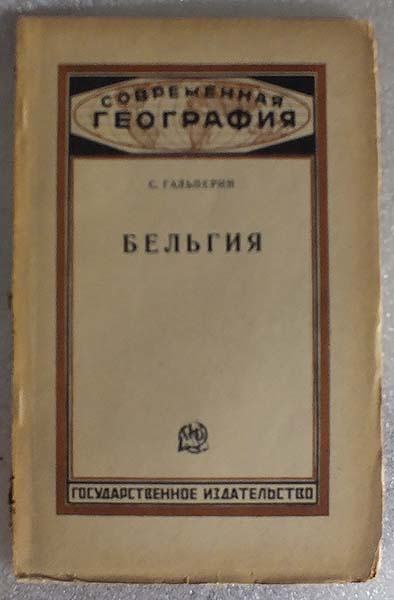 СОВРЕМЕННАЯ
ГЕОГРАФИЯ
С. ГАЛЬПЕРИН
БЕЛЬГИЯ
ГОСУДАРСТВЕННОЕ ИЗДАТЕЛЬСТВО